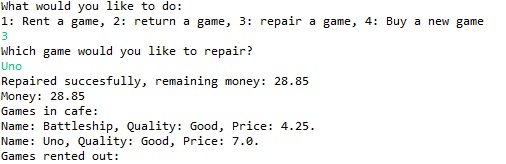 What would you like to do:
1: Rent a game, 2: return a game, 3: repair a game, 4: Buy a new game
3
Which game would you like to repair?
Uno
Repaired succesfully, remaining money: 28.85
Money: 28.85
Games in cafe:
Name: Battleship, Quality: Good, Price: 4.25.
Name: Uno, Quality: Good, Price: 7.0.
Games rented out: